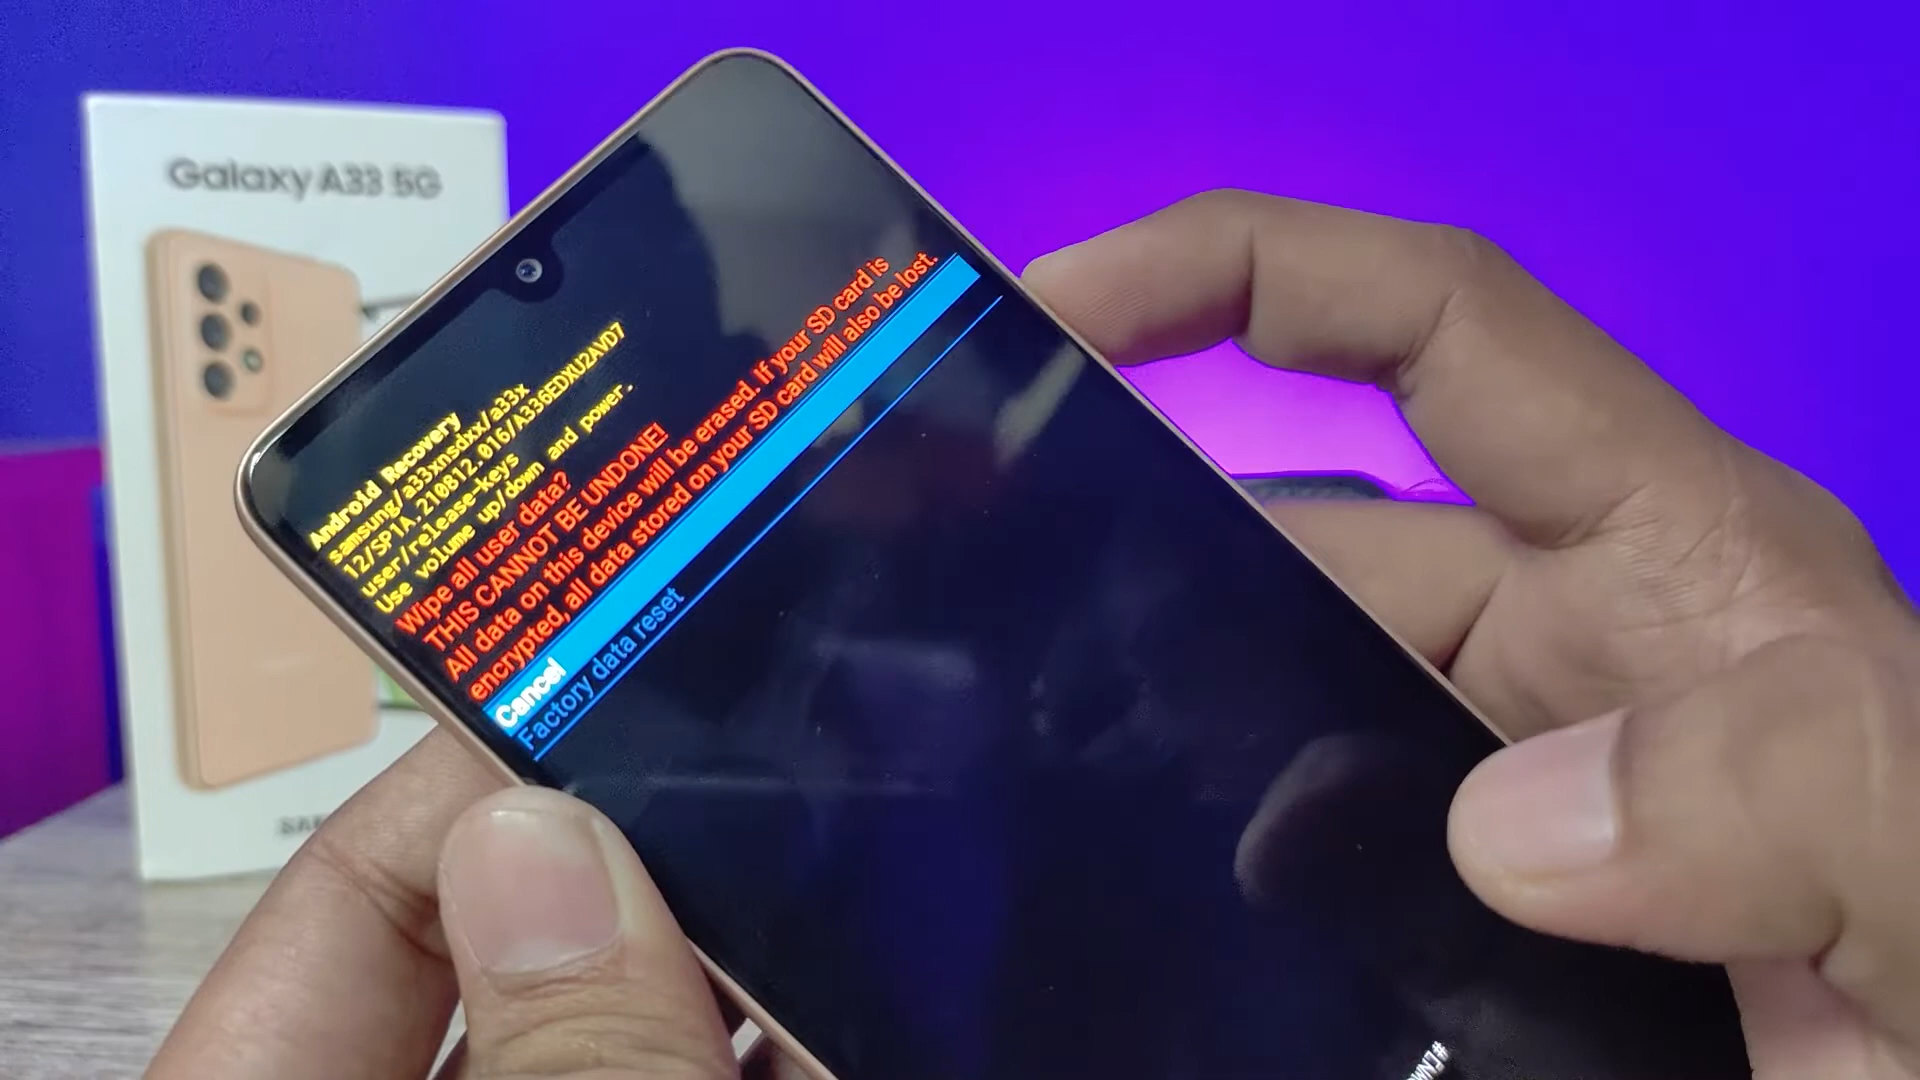 Galaxy A33 5G
Android Recovery
samsung/a33xnsdxx/a33x
12/SP1A.210812.016/A336EDXU2AVD7
user/release-keys
Use volume up/down and power.
Wipe all user data?
THIS CANNOT BE UNDONE!
All data on this device will be erased. If your SD card is
encrypted, all data stored on your SD card will also be lost.
Cancel
Factory data reset